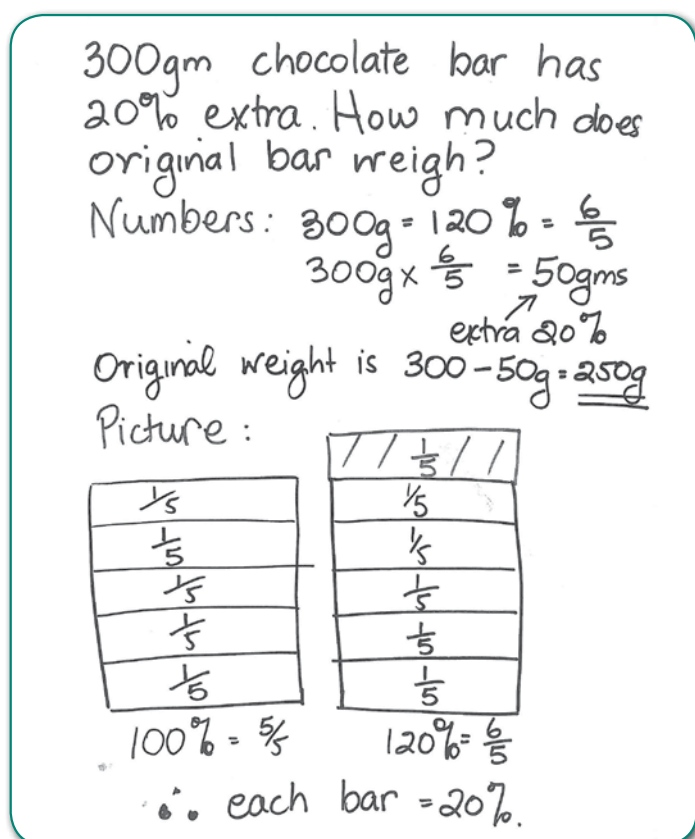 300gm chocolate bar has
20% extra. How much does
original bar weigh?
Numbers: 300g = 120% = 6/5
300g × 6/5 = 50gms
extra 20%
Original weight is 300 - 50g = 250g
Picture:
1/5
1/5
1/5
1/5
1/5
100% = 5/5
1/5
1/5
1/5
1/5
1/5
1/5
120% = 6/5
∴ each bar = 20%.